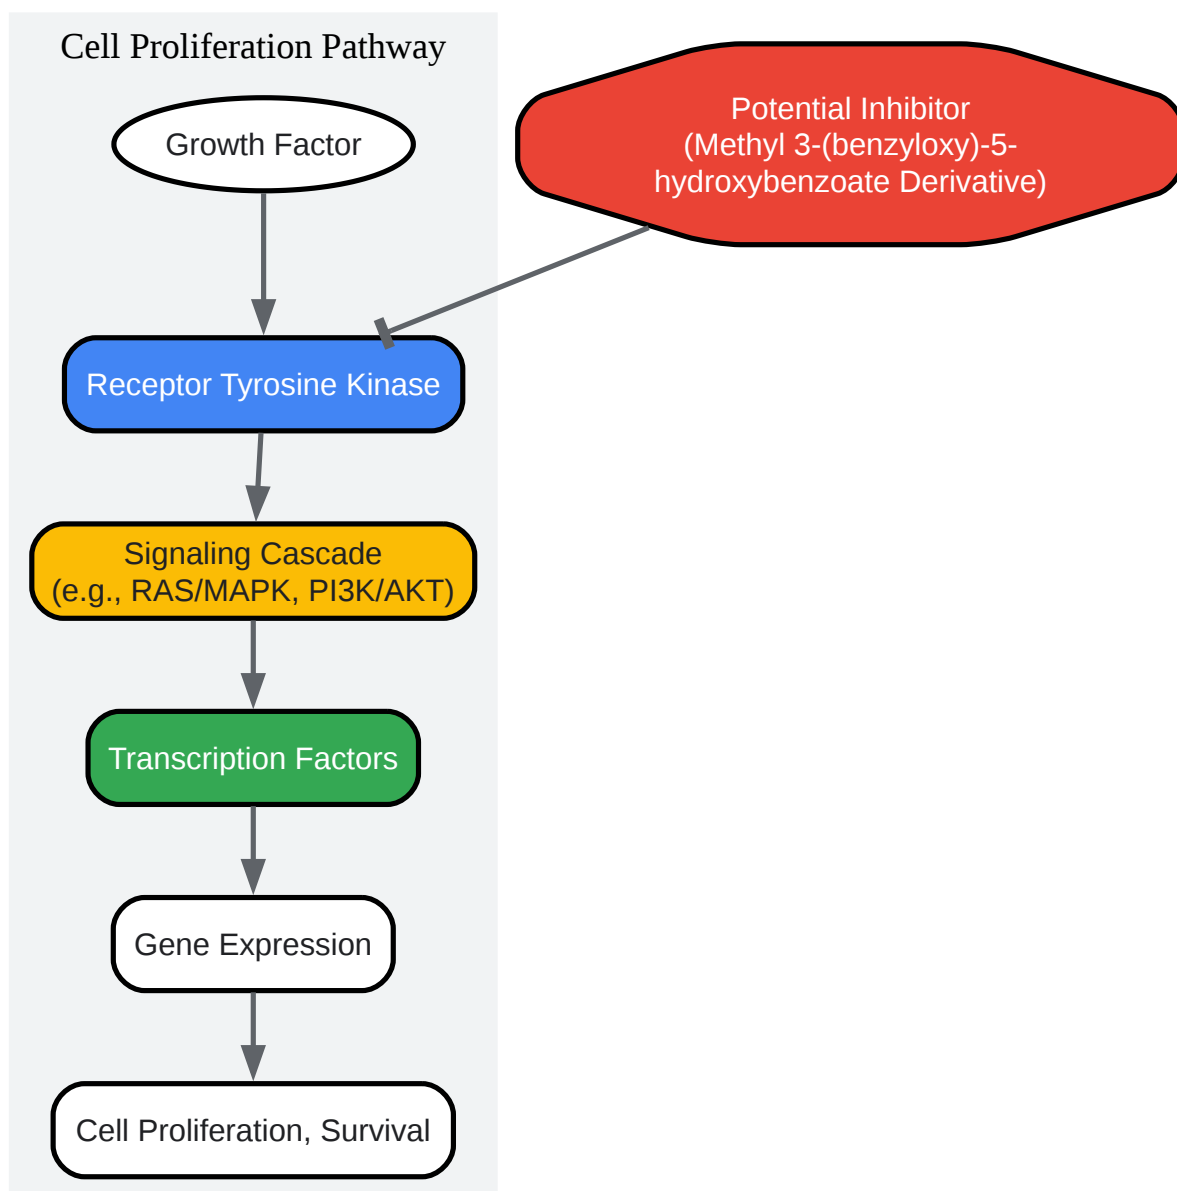 Cell Proliferation Pathway
Growth Factor
Potential Inhibitor
(Methyl 3-(benzyloxy)-5-
hydroxybenzoate Derivative)
Receptor Tyrosine Kinase
Signaling Cascade
(e.g., RAS/MAPK, PI3K/AKT)
Transcription Factors
Gene Expression
Cell Proliferation, Survival